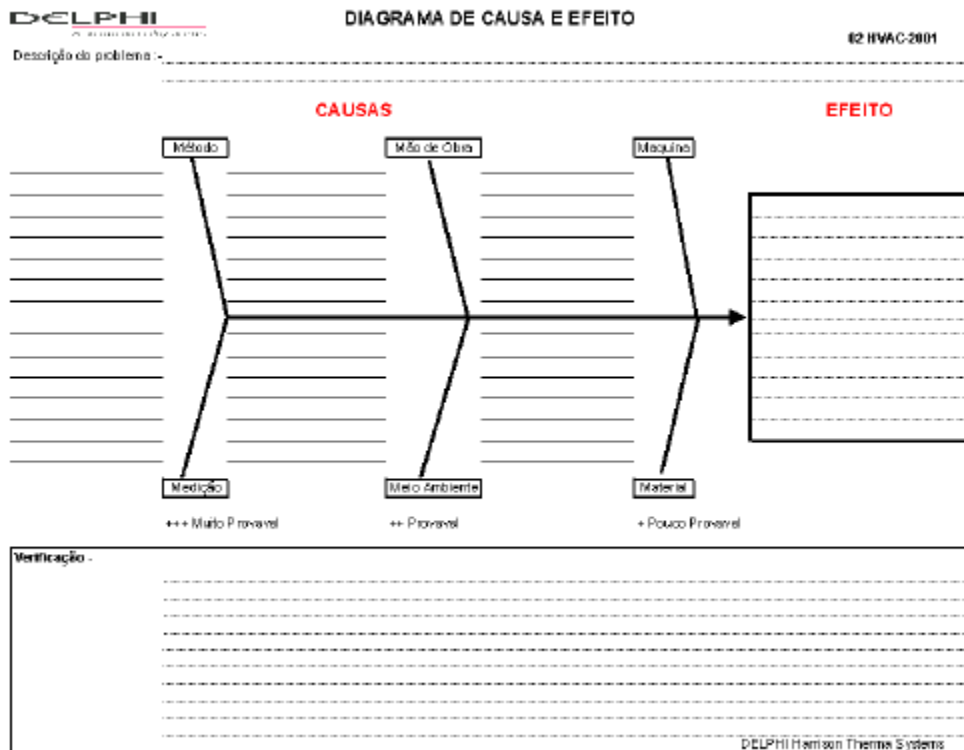 DELPHI
DIAGRAMA DE CAUSA E EFEITO
02 HVAC-2001
Descrição do problema :-
CAUSAS
EFEITO
Método
Mão de Obra
Maquina
Medição
Meio Ambiente
Material
+++ Muito Provavel
++ Provavel
+ Pouco Provavel
Verificação -
DELPHI Harrison Therma Systems